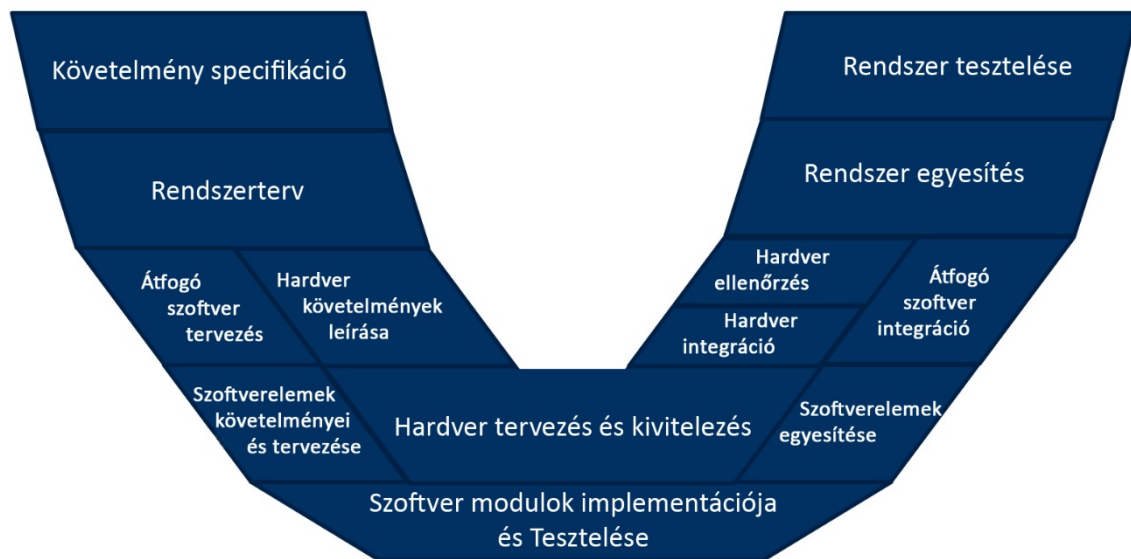 Követelmény specifikáció
Rendszer tesztelése
Rendszerterv
Rendszer egyesítés
Átfogó
szoftver
tervezés
Hardver
követelmények
leírása
Hardver
ellenőrzés
Hardver
integráció
Átfogó
szoftver
integráció
Szoftverelemek
követelményei
és tervezése
Hardver tervezés és kivitelezés
Szoftverelemek
egyesítése
Szoftver modulok implementációja
és Tesztelése